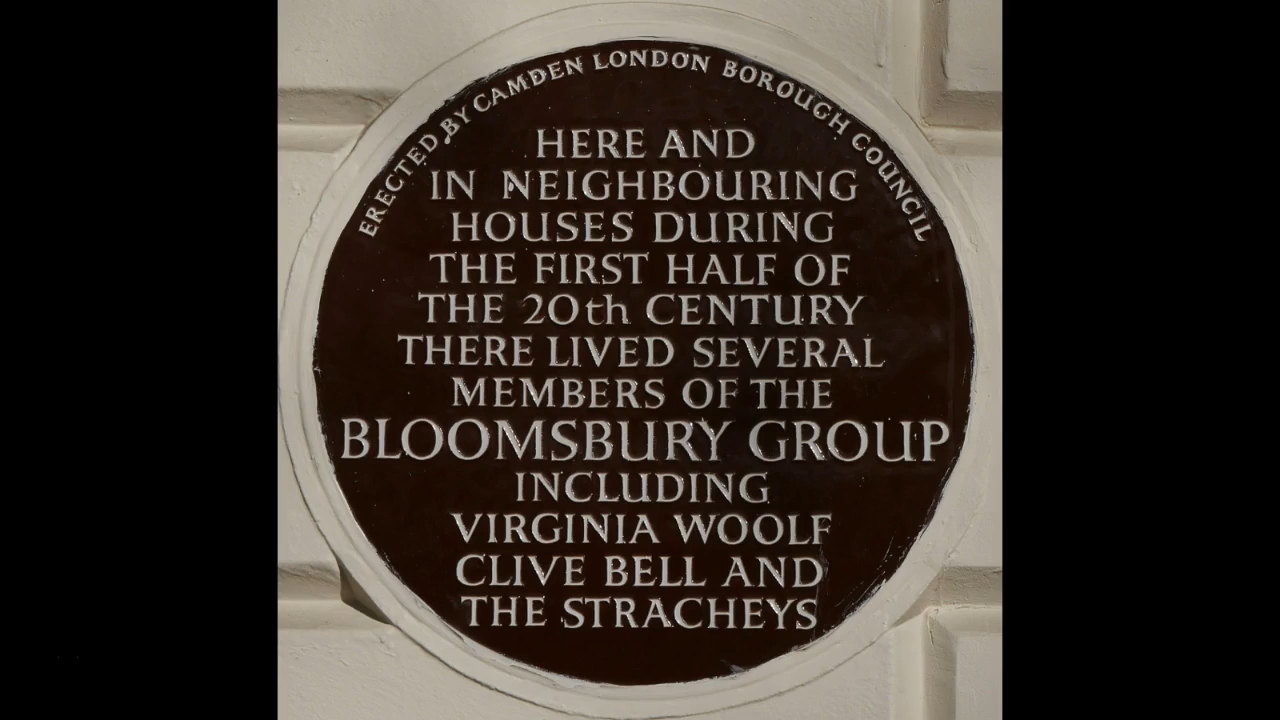 ERECTED BY CAMDEN LONDON BOROUGH COUNCIL
HERE AND
IN NEIGHBOURING
HOUSES DURING
THE FIRST HALF OF
THE 20th CENTURY
THERE LIVED SEVERAL
MEMBERS OF THE
BLOOMSBURY GROUP
INCLUDING
VIRGINIA WOOLF
CLIVE BELL AND
THE STRACHEYS